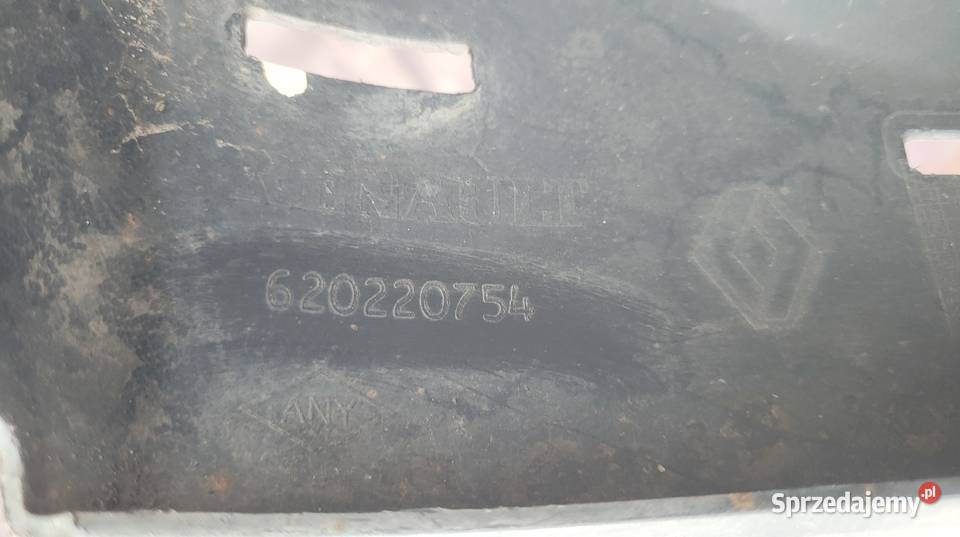 RENAULT
620220754
ANY
Sprzedajemy.pl